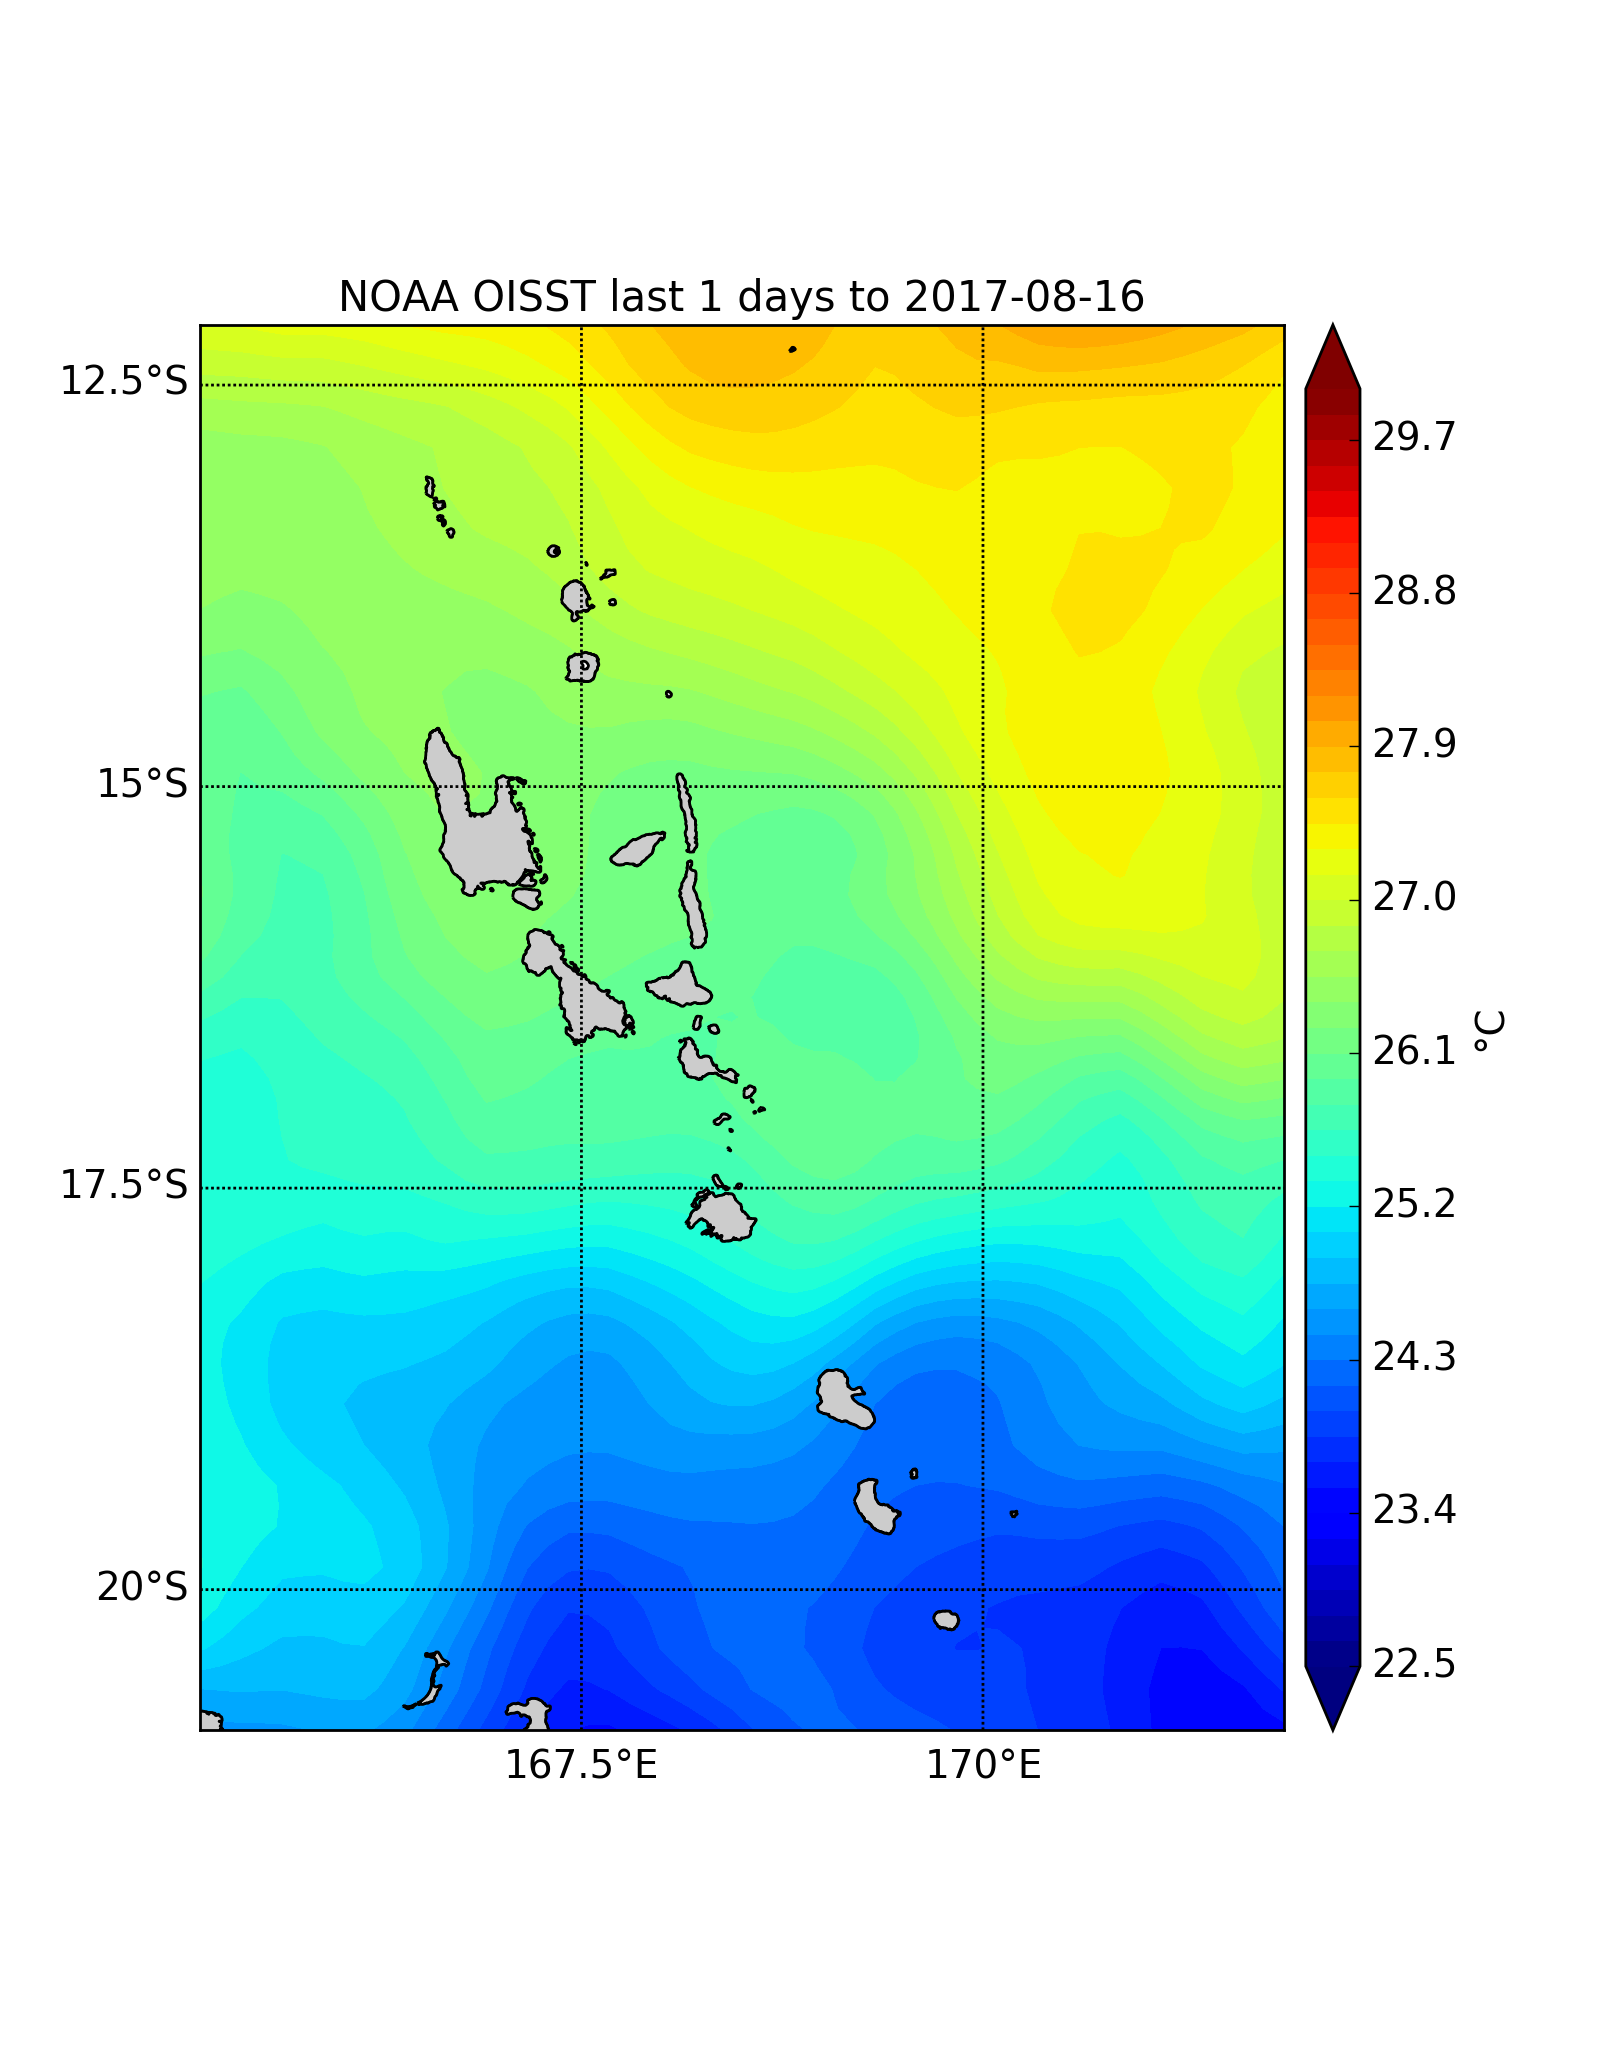 NOAA OISST last 1 days to 2017-08-16
12.5°S
15°S
17.5°S
20°S
167.5°E
170°E
29.7
28.8
27.9
27.0
26.1
25.2
24.3
23.4
22.5
°C